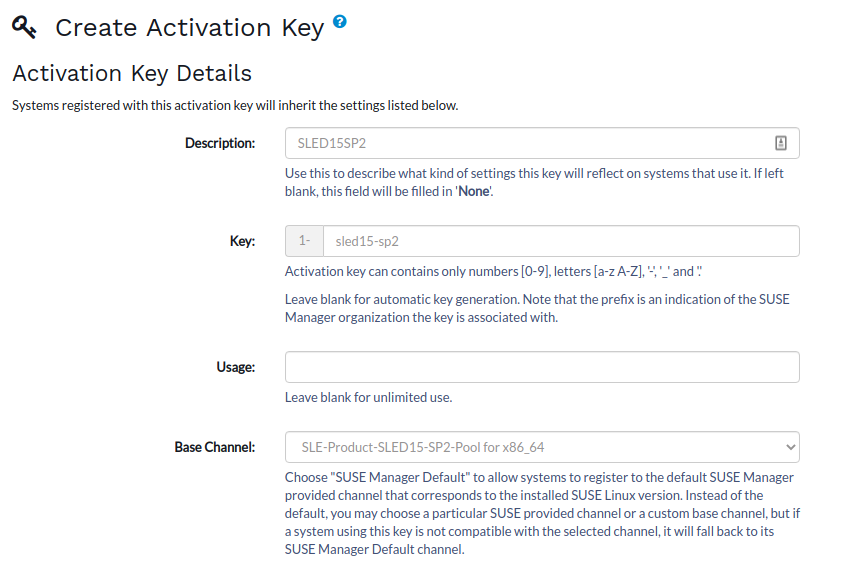 Create Activation Key ?
Activation Key Details
Systems registered with this activation key will inherit the settings listed below.
Description: SLED15SP2
Use this to describe what kind of settings this key will reflect on systems that use it. If left
blank, this field will be filled in 'None'.
Key: 1- sled15-sp2
Activation key can contains only numbers [0-9], letters [a-z A-Z], '-', '_' and '.'
Leave blank for automatic key generation. Note that the prefix is an indication of the SUSE
Manager organization the key is associated with.
Usage:
Leave blank for unlimited use.
Base Channel: SLE-Product-SLED15-SP2-Pool for x86_64
Choose "SUSE Manager Default" to allow systems to register to the default SUSE Manager
provided channel that corresponds to the installed SUSE Linux version. Instead of the
default, you may choose a particular SUSE provided channel or a custom base channel, but if
a system using this key is not compatible with the selected channel, it will fall back to its
SUSE Manager Default channel.